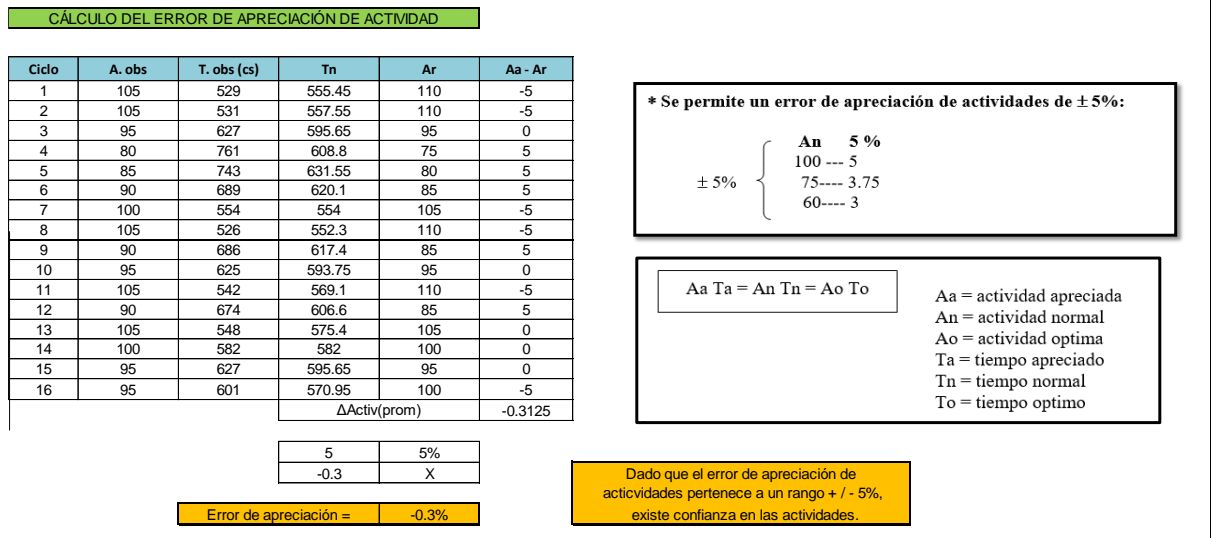 CÁLCULO DEL ERROR DE APRECIACIÓN DE ACTIVIDAD
Ciclo A. obs T. obs (cs) Tn Ar Aa - Ar
1 105 529 555.45 110 -5
2 105 531 557.55 110 -5
3 95 627 595.65 95 0
4 80 761 608.8 75 5
5 85 743 631.55 80 5
6 90 689 620.1 85 5
7 100 554 554 105 -5
8 105 526 552.3 110 -5
9 90 686 617.4 85 5
10 95 625 593.75 95 0
11 105 542 569.1 110 -5
12 90 674 606.6 85 5
13 105 548 575.4 105 0
14 100 582 582 100 0
15 95 627 595.65 95 0
16 95 601 570.95 100 -5
ΔActiv(prom) -0.3125
5 5%
-0.3 X
Error de apreciación = -0.3%
* Se permite un error de apreciación de actividades de ± 5%:
An 5 %
100 --- 5
± 5% 75---- 3.75
60---- 3
Aa Ta = An Tn = Ao To
Aa = actividad apreciada
An = actividad normal
Ao = actividad optima
Ta = tiempo apreciado
Tn = tiempo normal
To = tiempo optimo
Dado que el error de apreciación de
acticvidades pertenece a un rango + / - 5%,
existe confianza en las actividades.